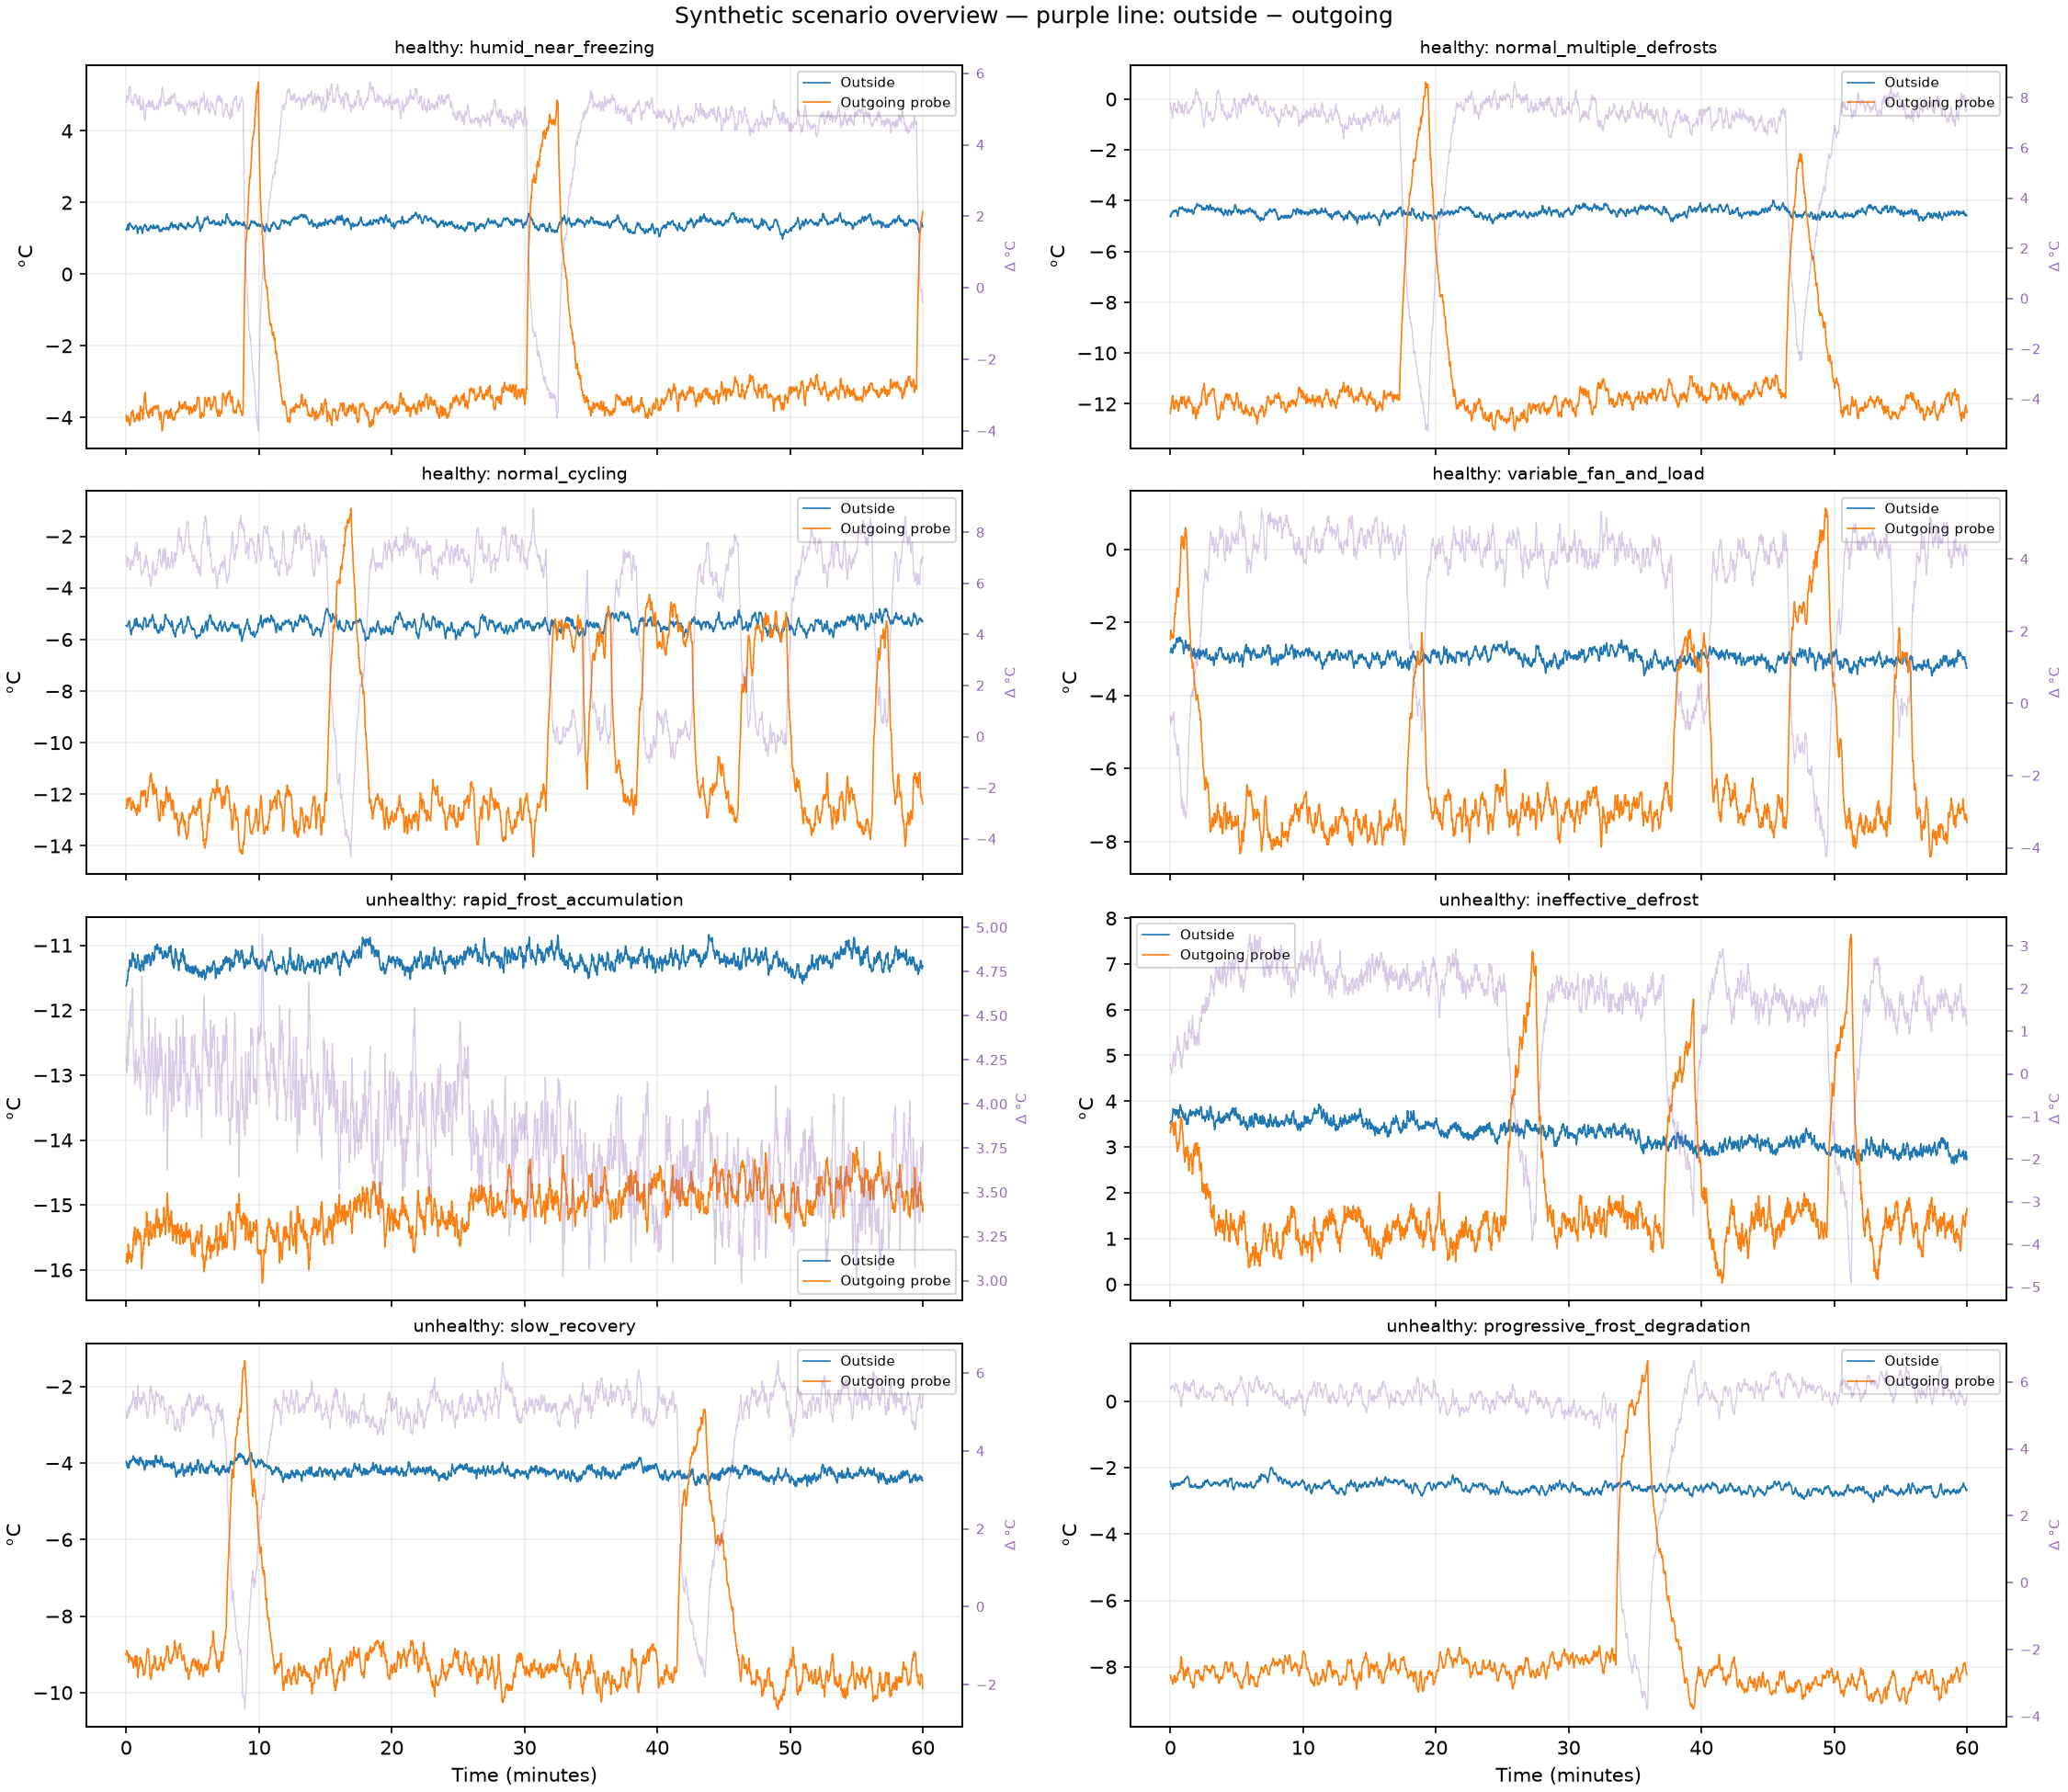 Synthetic scenario overview — purple line: outside − outgoing
healthy: humid_near_freezing
Outside
Outgoing probe
4
2
0
−2
−4
°C
6
4
2
0
−2
−4
Δ °C
healthy: normal_multiple_defrosts
Outside
Outgoing probe
0
−2
−4
−6
−8
−10
−12
°C
8
6
4
2
0
−2
−4
Δ °C
healthy: normal_cycling
Outside
Outgoing probe
−2
−4
−6
−8
−10
−12
−14
°C
8
6
4
2
0
−2
−4
Δ °C
healthy: variable_fan_and_load
Outside
Outgoing probe
0
−2
−4
−6
−8
°C
4
2
0
−2
−4
Δ °C
unhealthy: rapid_frost_accumulation
−11
−12
−13
−14
−15
−16
°C
5.00
4.75
4.50
4.25
4.00
3.75
3.50
3.25
3.00
Δ °C
Outside
Outgoing probe
unhealthy: ineffective_defrost
Outside
Outgoing probe
8
7
6
5
4
3
2
1
0
°C
3
2
1
0
−1
−2
−3
−4
−5
Δ °C
unhealthy: slow_recovery
Outside
Outgoing probe
−2
−4
−6
−8
−10
°C
6
4
2
0
−2
Δ °C
0 10 20 30 40 50 60
Time (minutes)
unhealthy: progressive_frost_degradation
Outside
Outgoing probe
0
−2
−4
−6
−8
°C
6
4
2
0
−2
−4
Δ °C
0 10 20 30 40 50 60
Time (minutes)